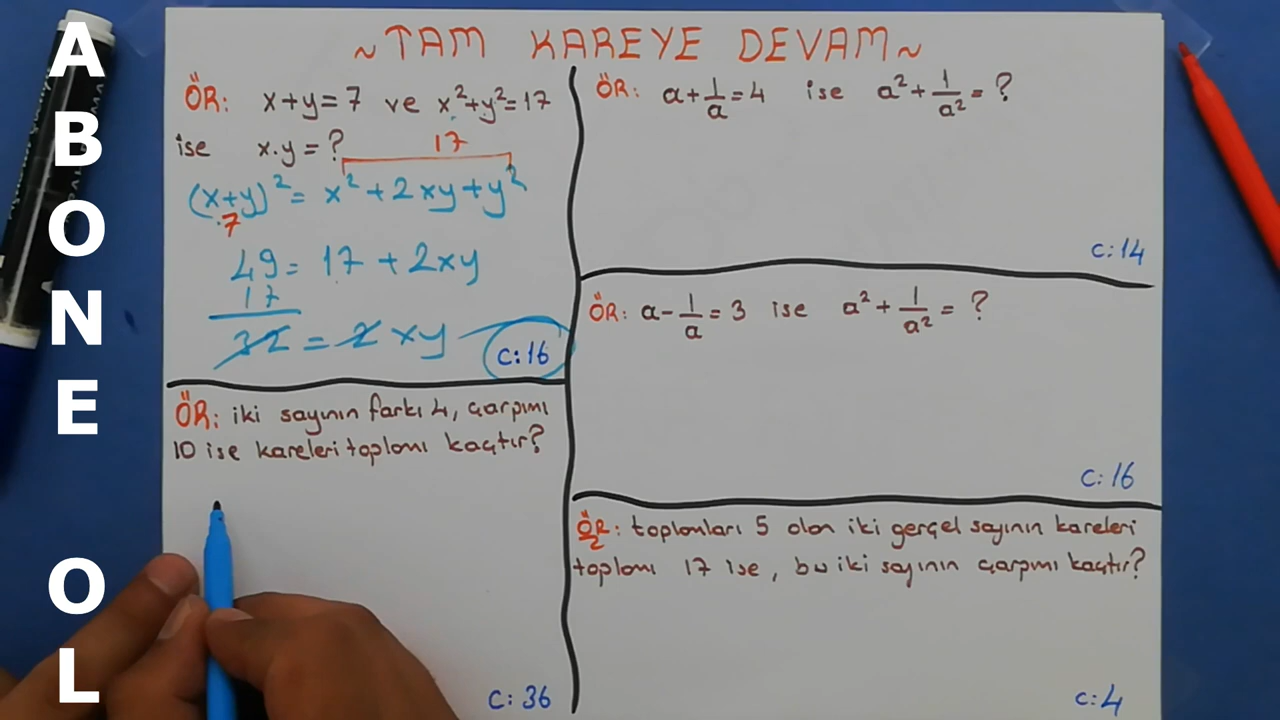 ~TAM KAREYE DEVAM~
ÖR: x+y=7 ve x²+y²=17
ise x.y=?
17
(x+y)² = x²+2xy+y²
7
49 = 17 + 2xy
17
32 = 2xy
C:16
ÖR: iki sayının farkı 4, çarpımı
10 ise kareleri toplamı kaçtır?
C: 36
ÖR: a+1/a=4 ise a²+1/a²=?
C:14
ÖR: a-1/a=3 ise a²+1/a²=?
C:16
ÖR: toplamları 5 olan iki gerçel sayının kareleri
toplamı 17 ise, bu iki sayının çarpımı kaçtır?
C:4
ABONE
OL